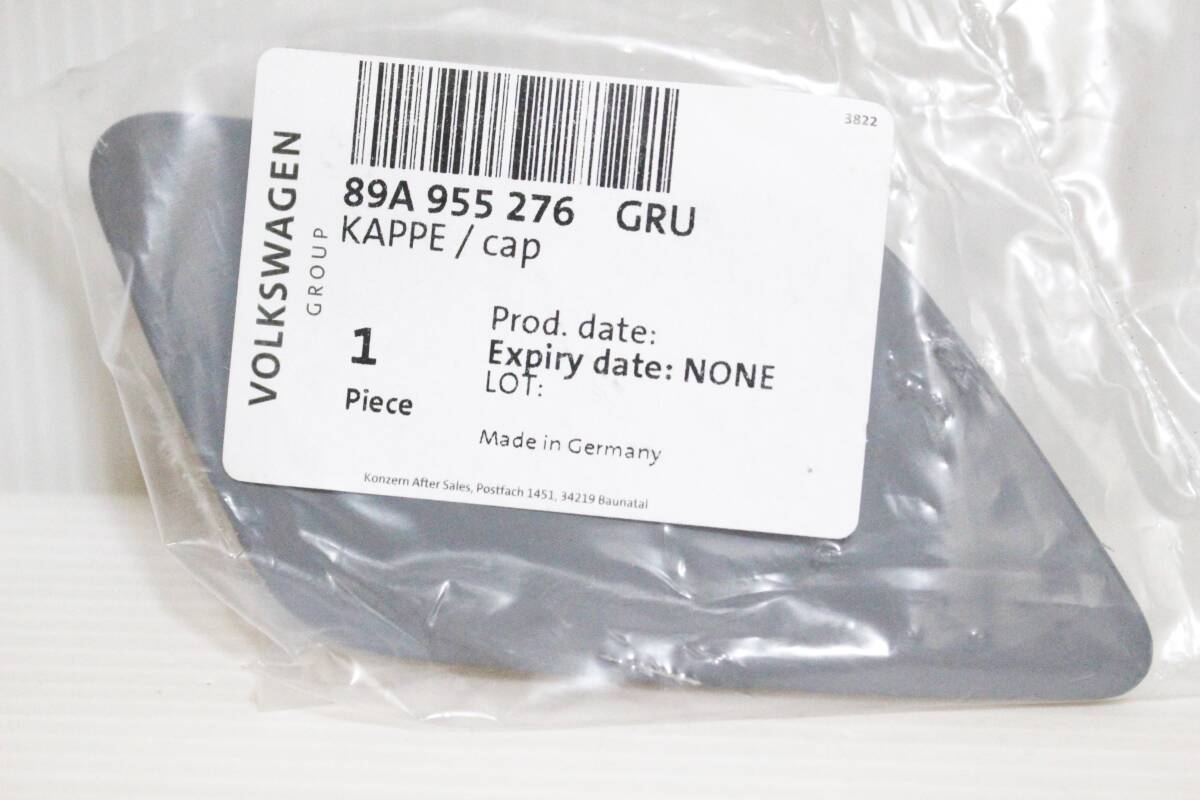 3822
VOLKSWAGEN
GROUP
89A 955 276 GRU
KAPPE / cap
1
Piece
Prod. date:
Expiry date: NONE
LOT:
Made in Germany
Konzern After Sales, Postfach 1451, 34219 Baunatal